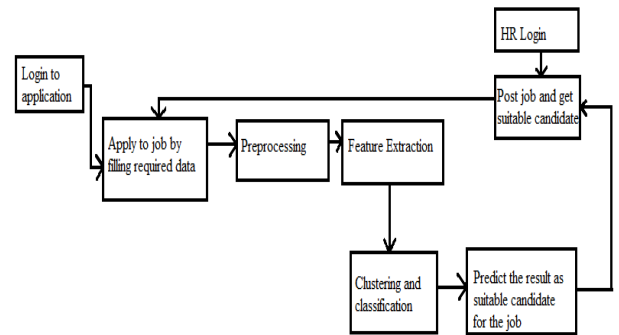 HR Login
Login to
application
Post job and get
suitable candidate
Apply to job by
filling required data
Preprocessing
Feature Extraction
Clustering and
classification
Predict the result as
suitable candidate
for the job